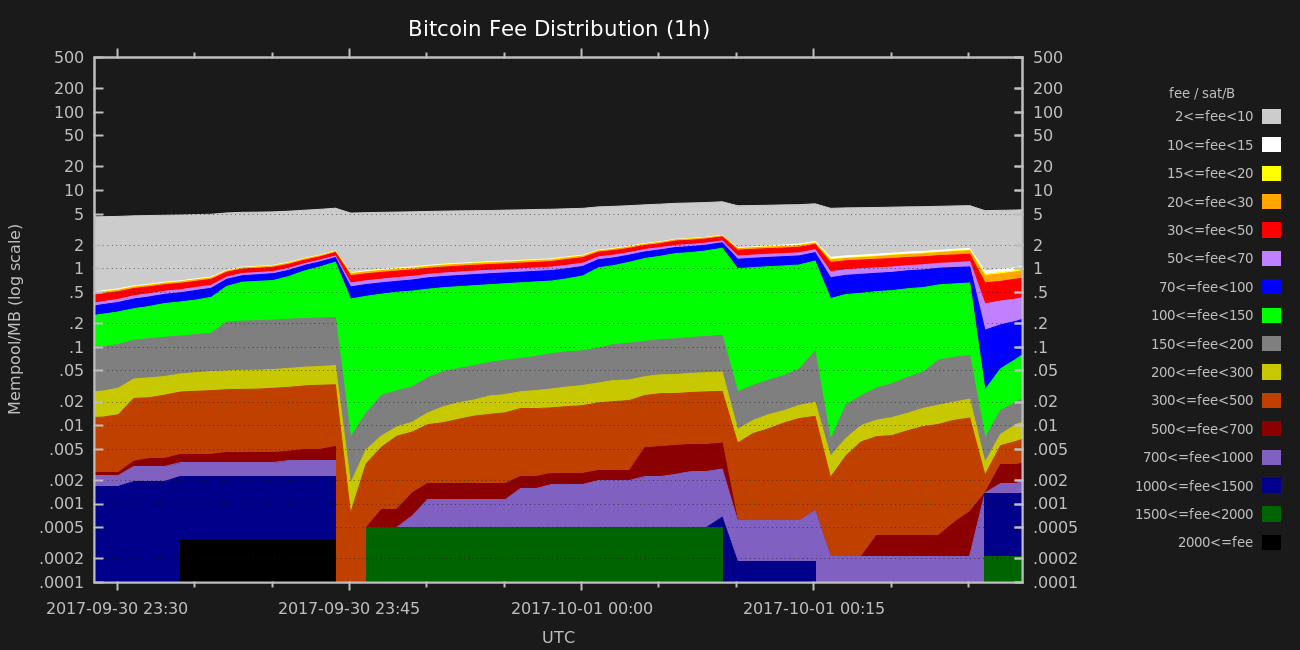 Bitcoin Fee Distribution (1h)
500
200
100
50
20
10
5
2
1
.5
.2
.1
.05
.02
.01
.005
.002
.001
.0005
.0002
.0001
Mempool/MB (log scale)
500
200
100
50
20
10
5
2
1
.5
.2
.1
.05
.02
.01
.005
.002
.001
.0005
.0002
.0001
2017-09-30 23:30
2017-09-30 23:45
2017-10-01 00:00
2017-10-01 00:15
UTC
fee / sat/B
2<=fee<10
10<=fee<15
15<=fee<20
20<=fee<30
30<=fee<50
50<=fee<70
70<=fee<100
100<=fee<150
150<=fee<200
200<=fee<300
300<=fee<500
500<=fee<700
700<=fee<1000
1000<=fee<1500
1500<=fee<2000
2000<=fee